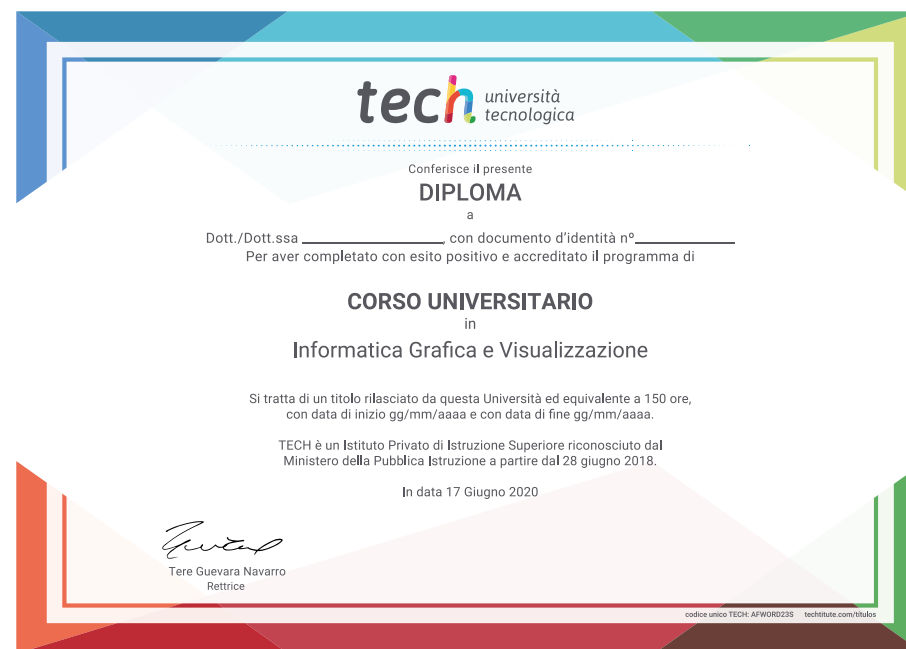 tech università
tecnologica
Conferisce il presente
DIPLOMA
a
Dott./Dott.ssa ________________, con documento d'identità nº____________
Per aver completato con esito positivo e accreditato il programma di
CORSO UNIVERSITARIO
in
Informatica Grafica e Visualizzazione
Si tratta di un titolo rilasciato da questa Università ed equivalente a 150 ore,
con data di inizio gg/mm/aaaa e con data di fine gg/mm/aaaa.
TECH è un Istituto Privato di Istruzione Superiore riconosciuto dal
Ministero della Pubblica Istruzione a partire dal 28 giugno 2018.
In data 17 Giugno 2020
Tere Guevara Navarro
Rettrice
codice unico TECH: AFWORD23S techtitute.com/títulos